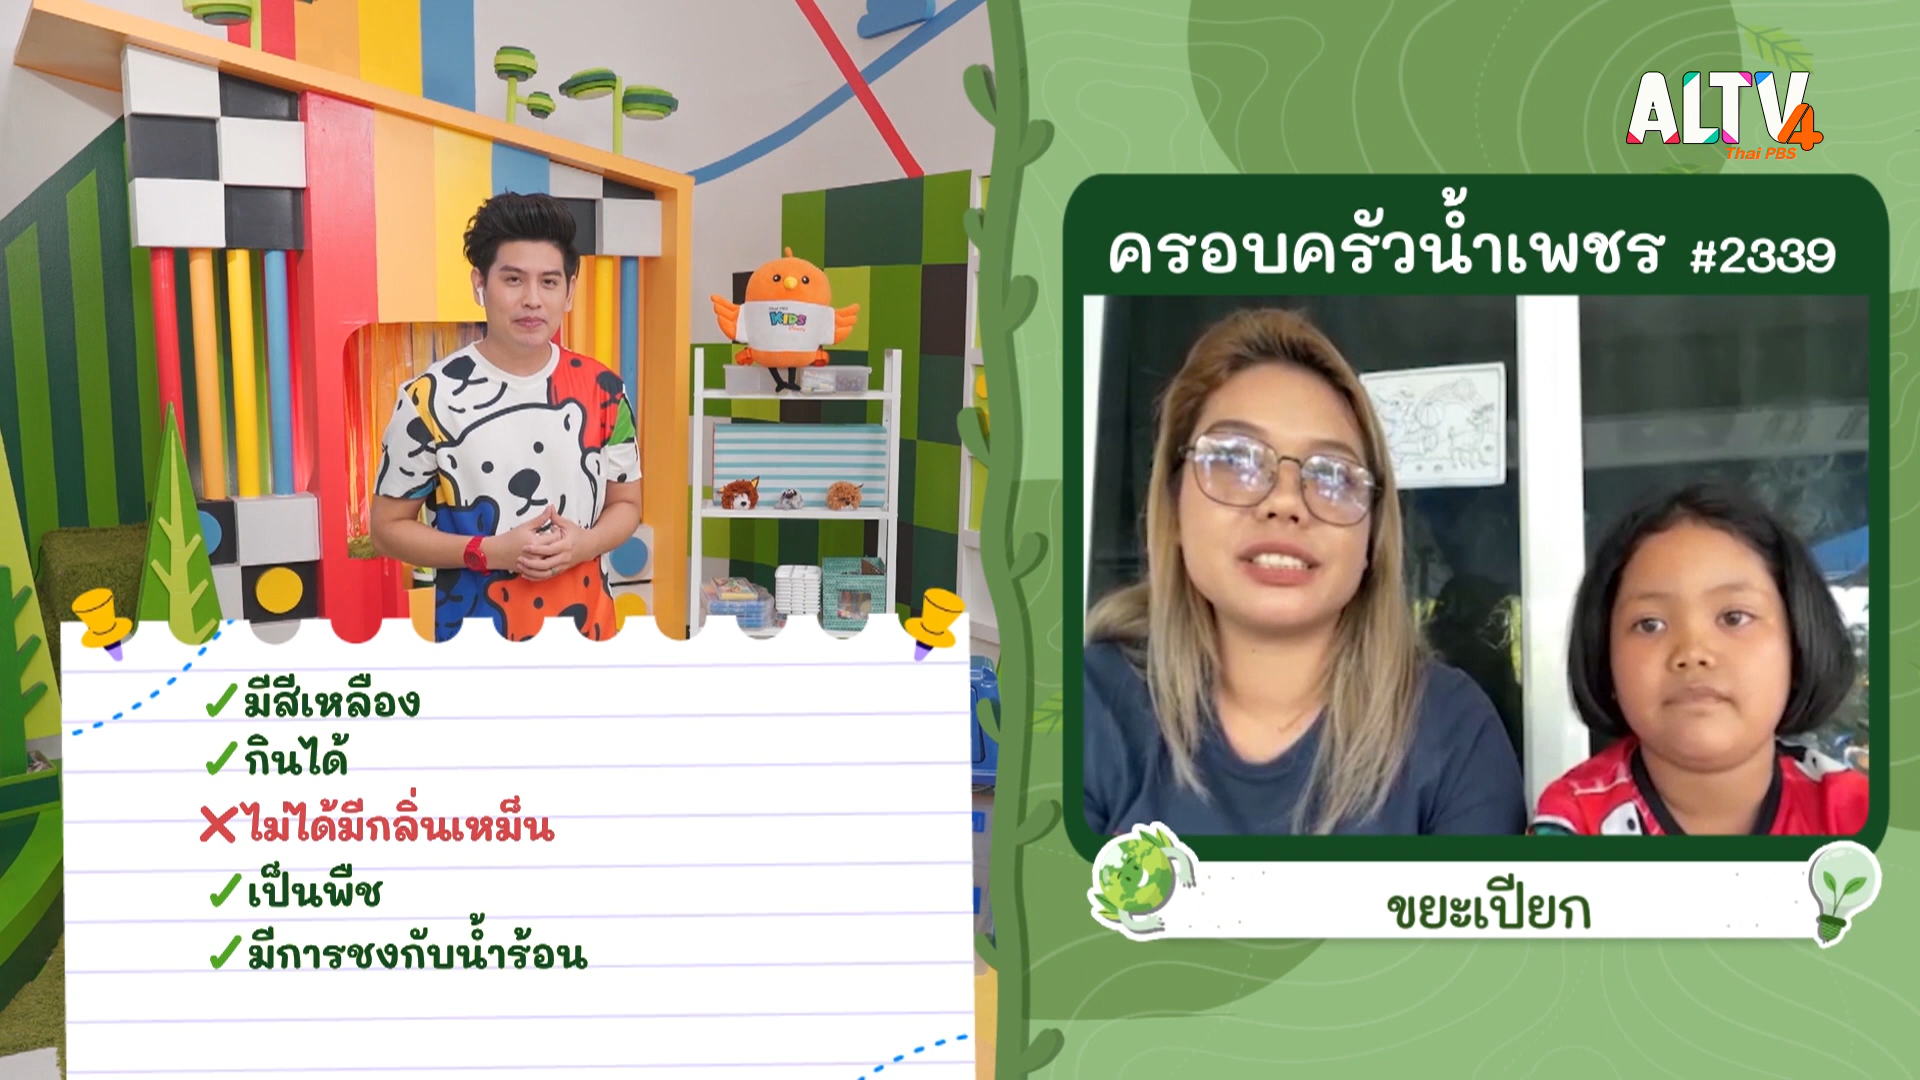 ALTV4
Thai PBS
ครอบครัวน้ำเพชร #2339
KIDS
✓มีสีเหลือง
✓กินได้
✗ไม่ได้มีกลิ่นเหม็น
✓เป็นพืช
✓มีการชงกับน้ำร้อน
ขยะเปียก